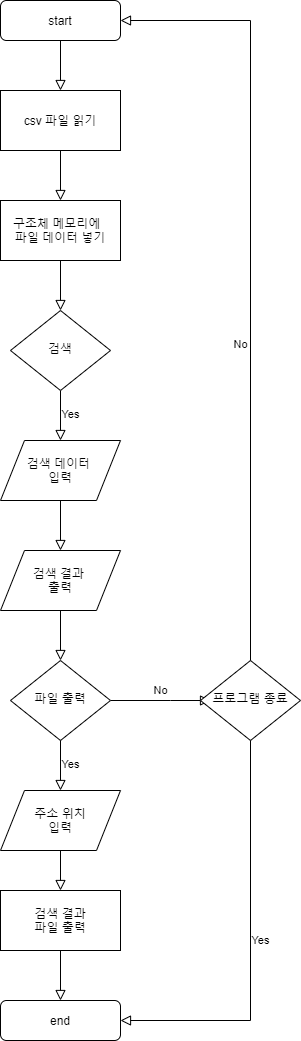 start
csv 파일 읽기
구조체 메모리에
파일 데이터 넣기
검색
Yes
검색 데이터
입력
검색 결과
출력
파일 출력
No
프로그램 종료
No
Yes
주소 위치
입력
검색 결과
파일 출력
Yes
end